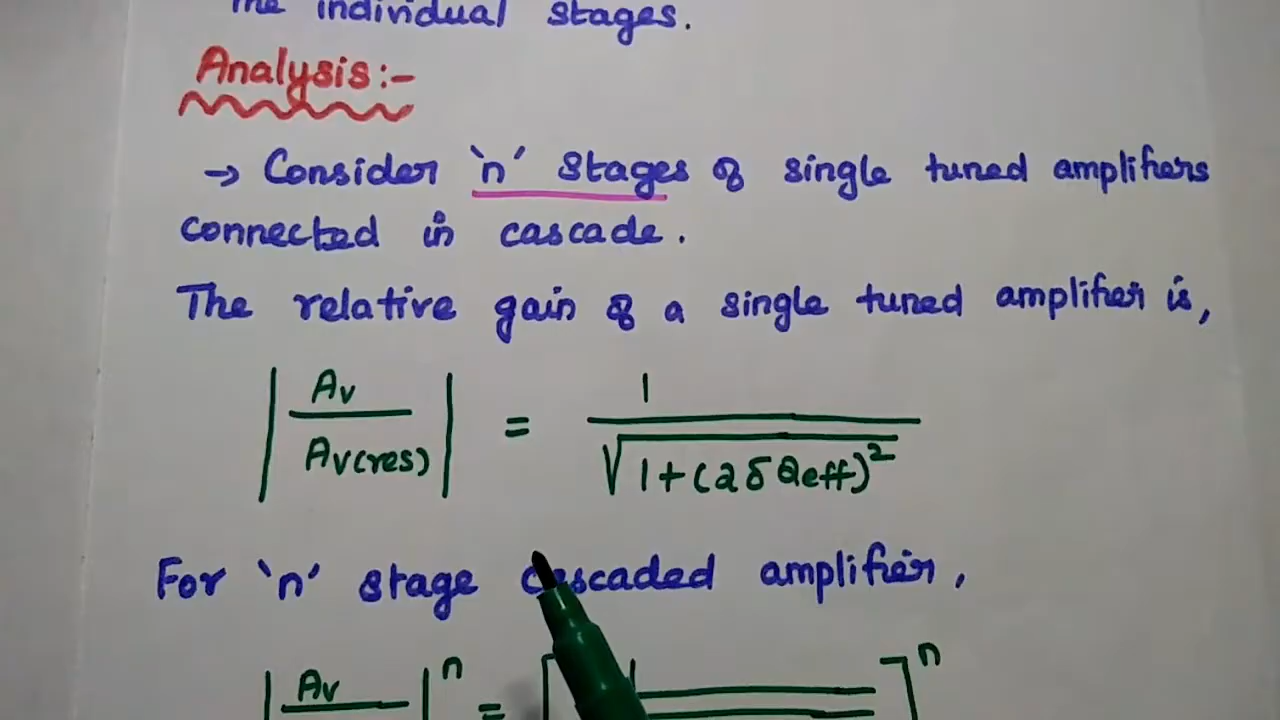 the individual stages.
Analysis:-
→ Consider 'n' stages of single tuned amplifiers
connected in cascade.
The relative gain of a single tuned amplifier is,
|Av / Av(res)| = 1 / √1+(2δQeff)²
For 'n' stage cascaded amplifier,
|Av |ⁿ = [1 ]ⁿ